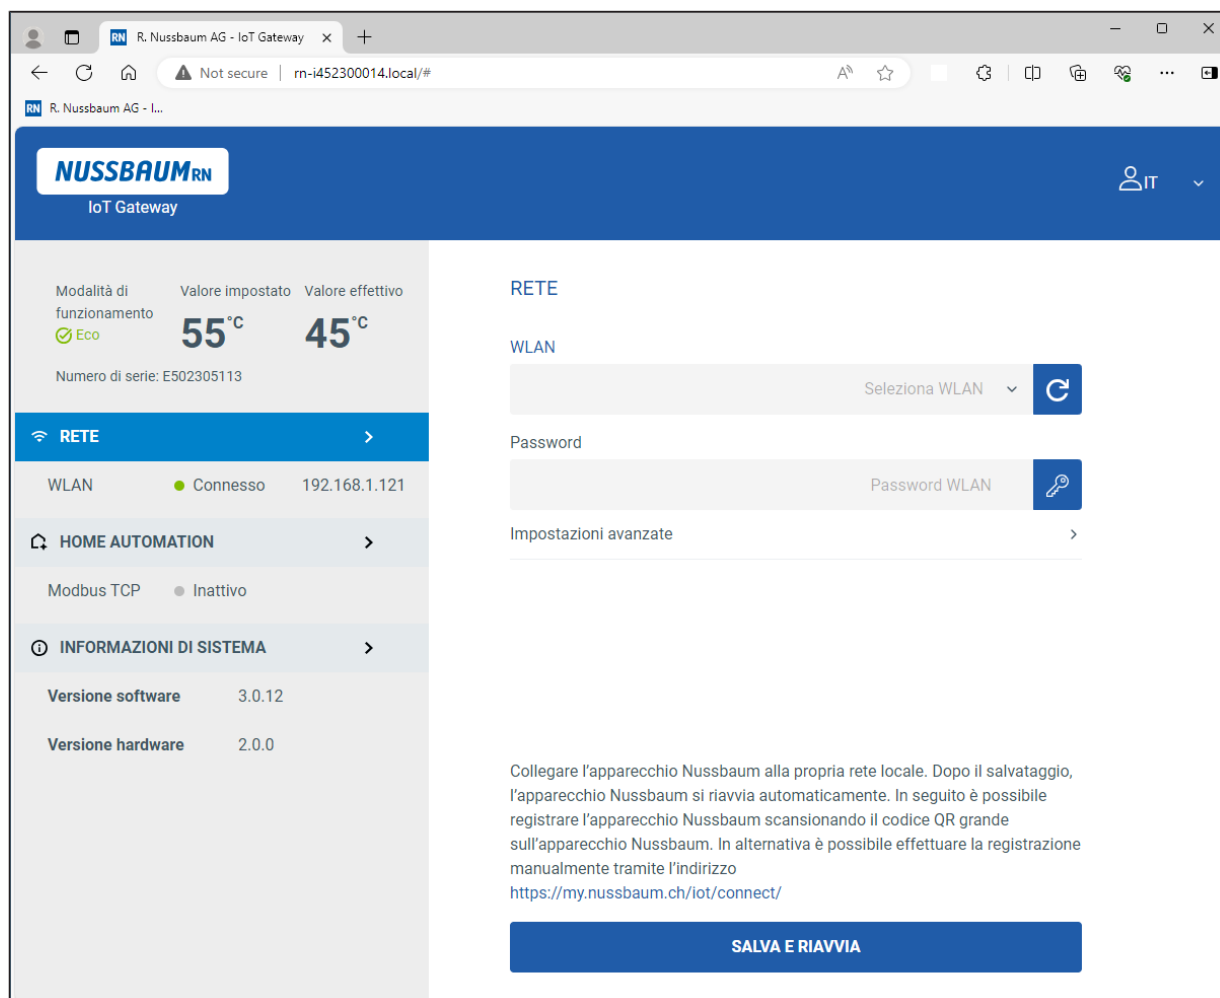 RN R. Nussbaum AG - IoT Gateway
Not secure rn-i452300014.local/#
RN R. Nussbaum AG - I...
NUSSBAUM RN
IoT Gateway
IT
Modalità di funzionamento
Eco
Valore impostato
55 °C
Valore effettivo
45 °C
Numero di serie: E502305113
RETE
WLAN Connesso 192.168.1.121
HOME AUTOMATION
Modbus TCP Inattivo
INFORMAZIONI DI SISTEMA
Versione software 3.0.12
Versione hardware 2.0.0
RETE
WLAN
Seleziona WLAN
Password
Password WLAN
Impostazioni avanzate
Collegare l’apparecchio Nussbaum alla propria rete locale. Dopo il salvataggio,
l’apparecchio Nussbaum si riavvia automaticamente. In seguito è possibile
registrare l’apparecchio Nussbaum scansionando il codice QR grande
sull’apparecchio Nussbaum. In alternativa è possibile effettuare la registrazione
manualmente tramite l’indirizzo
https://my.nussbaum.ch/iot/connect/
SALVA E RIAVVIA